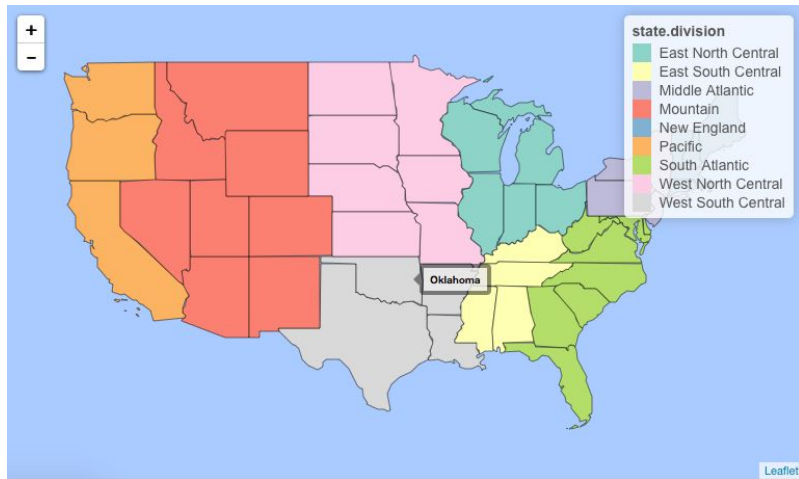 +
−
state.division
East North Central
East South Central
Middle Atlantic
Mountain
New England
Pacific
South Atlantic
West North Central
West South Central
Oklahoma
Leaflet